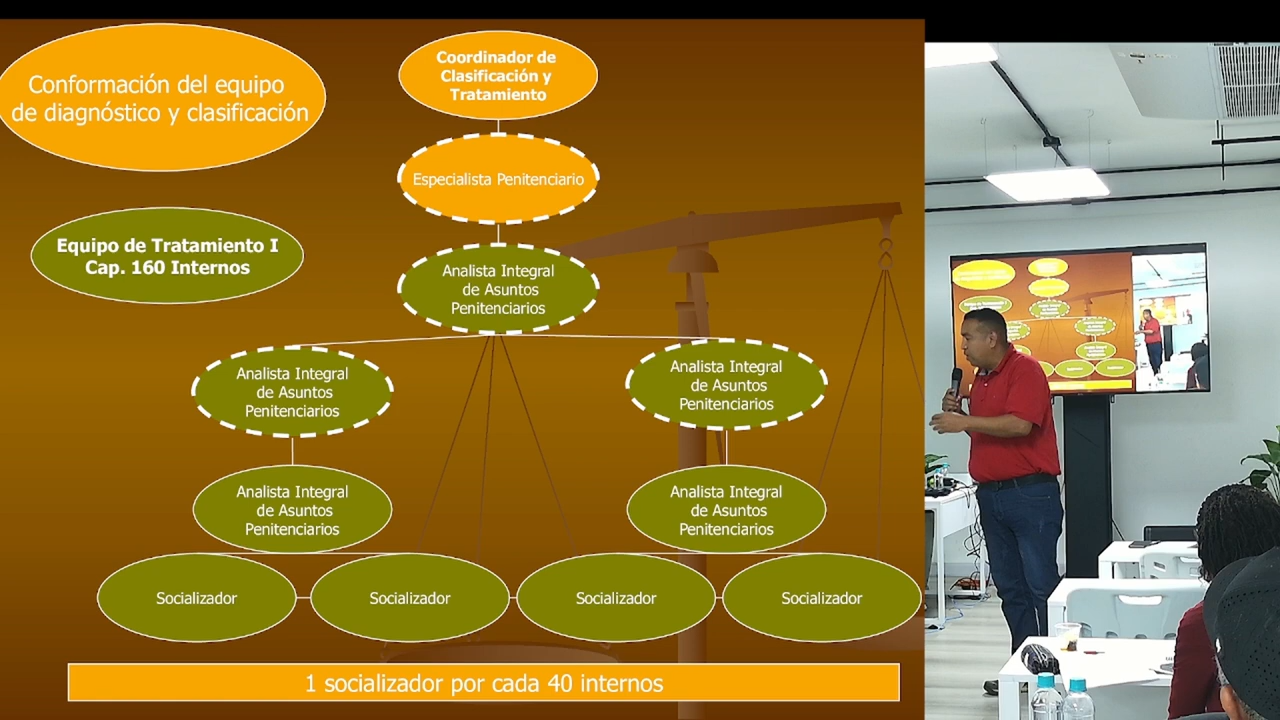 Conformación del equipo
de diagnóstico y clasificación
Coordinador de
Clasificación y
Tratamiento
Especialista Penitenciario
Equipo de Tratamiento I
Cap. 160 Internos
Analista Integral
de Asuntos
Penitenciarios
Analista Integral
de Asuntos
Penitenciarios
Analista Integral
de Asuntos
Penitenciarios
Analista Integral
de Asuntos
Penitenciarios
Analista Integral
de Asuntos
Penitenciarios
Socializador
Socializador
Socializador
Socializador
1 socializador por cada 40 internos